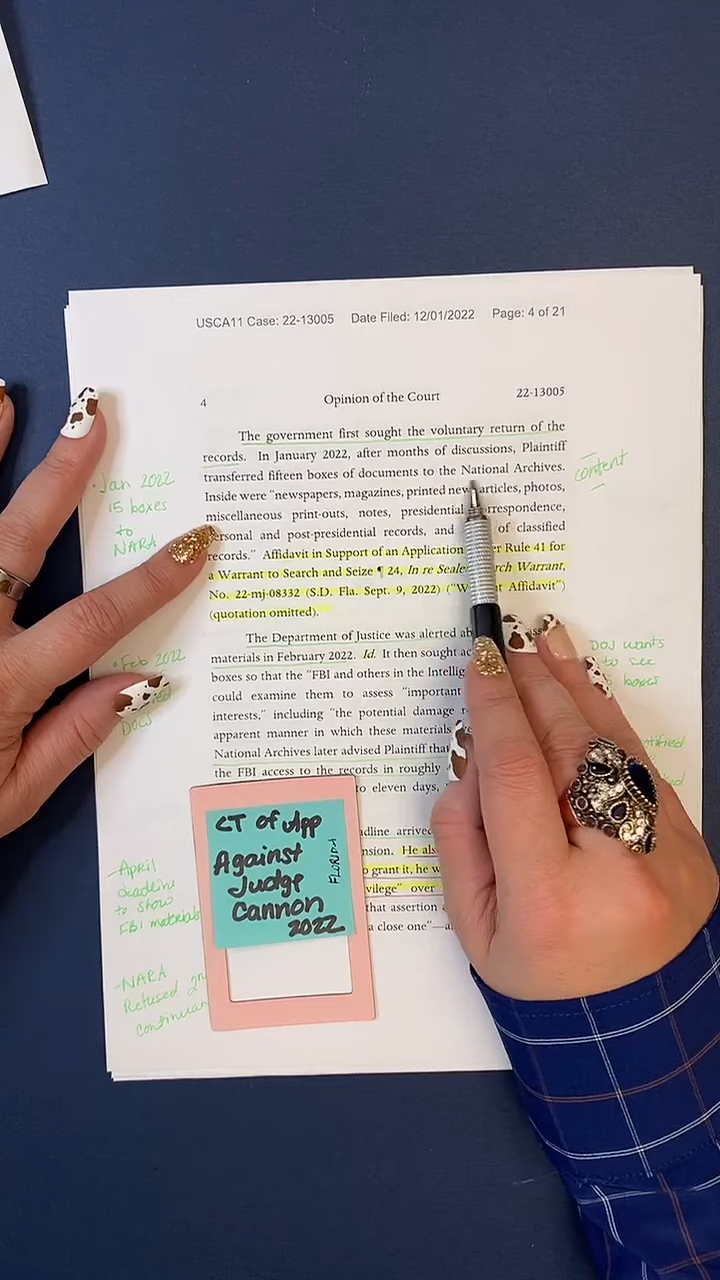 USCA11 Case: 22-13005 Date Filed: 12/01/2022 Page: 4 of 21
4 Opinion of the Court 22-13005
The government first sought the voluntary return of the
records. In January 2022, after months of discussions, Plaintiff
transferred fifteen boxes of documents to the National Archives.
Inside were “newspapers, magazines, printed new articles, photos,
miscellaneous print-outs, notes, presidential rrespondence,
ersonal and post-presidential records, and of classified
records.” Affidavit in Support of an Application er Rule 41 for
a Warrant to Search and Seize ¶ 24, In re Seale rch Warrant,
No. 22-mj-08332 (S.D. Fla. Sept. 9, 2022) (“W t Affidavit”)
(quotation omitted).
The Department of Justice was alerted ab
materials in February 2022. Id. It then sought ac
boxes so that the “FBI and others in the Intellig
could examine them to assess “important
interests,” including “the potential damage r
apparent manner in which these materials
National Archives later advised Plaintiff that
the FBI access to the records in roughly
to eleven days,
adline arrived
nsion. He als
o grant it, he w
vilege” over
that assertion
a close one”—a
· Jan 2022
15 boxes
to
NARA
· Feb 2022
DOCS
- April
deadline
to show
FBI materials
- NARA
Refused
content
DOJ wants
to see
boxes
CT of App
Against
Judge
Cannon
2022
FLORIDA